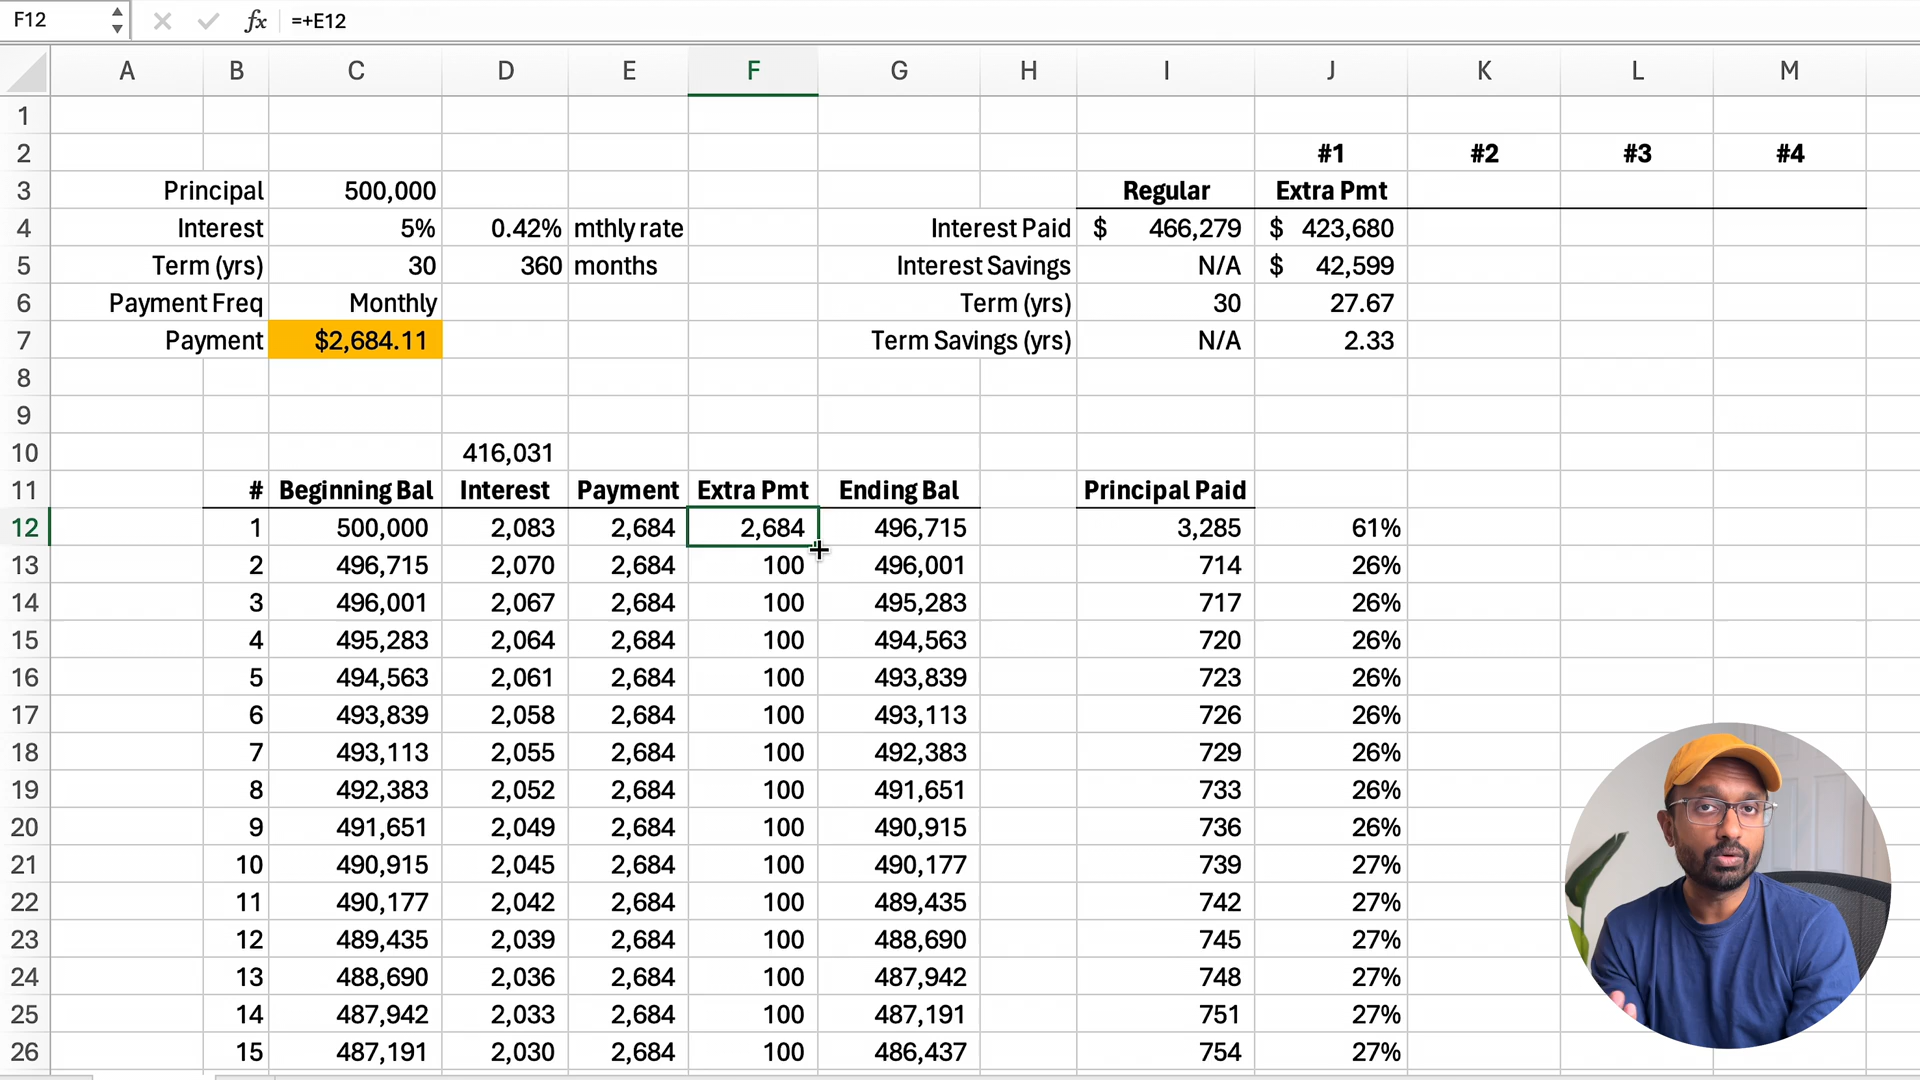 F12 fx =+E12
A B C D E F G H I J K L M
1
2 #1 #2 #3 #4
3 Principal 500,000 Regular Extra Pmt
4 Interest 5% 0.42% mthly rate Interest Paid $ 466,279 $ 423,680
5 Term (yrs) 30 360 months Interest Savings N/A $ 42,599
6 Payment Freq Monthly Term (yrs) 30 27.67
7 Payment $2,684.11 Term Savings (yrs) N/A 2.33
8
9
10 416,031
11 # Beginning Bal Interest Payment Extra Pmt Ending Bal Principal Paid
12 1 500,000 2,083 2,684 2,684 496,715 3,285 61%
13 2 496,715 2,070 2,684 100 496,001 714 26%
14 3 496,001 2,067 2,684 100 495,283 717 26%
15 4 495,283 2,064 2,684 100 494,563 720 26%
16 5 494,563 2,061 2,684 100 493,839 723 26%
17 6 493,839 2,058 2,684 100 493,113 726 26%
18 7 493,113 2,055 2,684 100 492,383 729 26%
19 8 492,383 2,052 2,684 100 491,651 733 26%
20 9 491,651 2,049 2,684 100 490,915 736 26%
21 10 490,915 2,045 2,684 100 490,177 739 27%
22 11 490,177 2,042 2,684 100 489,435 742 27%
23 12 489,435 2,039 2,684 100 488,690 745 27%
24 13 488,690 2,036 2,684 100 487,942 748 27%
25 14 487,942 2,033 2,684 100 487,191 751 27%
26 15 487,191 2,030 2,684 100 486,437 754 27%